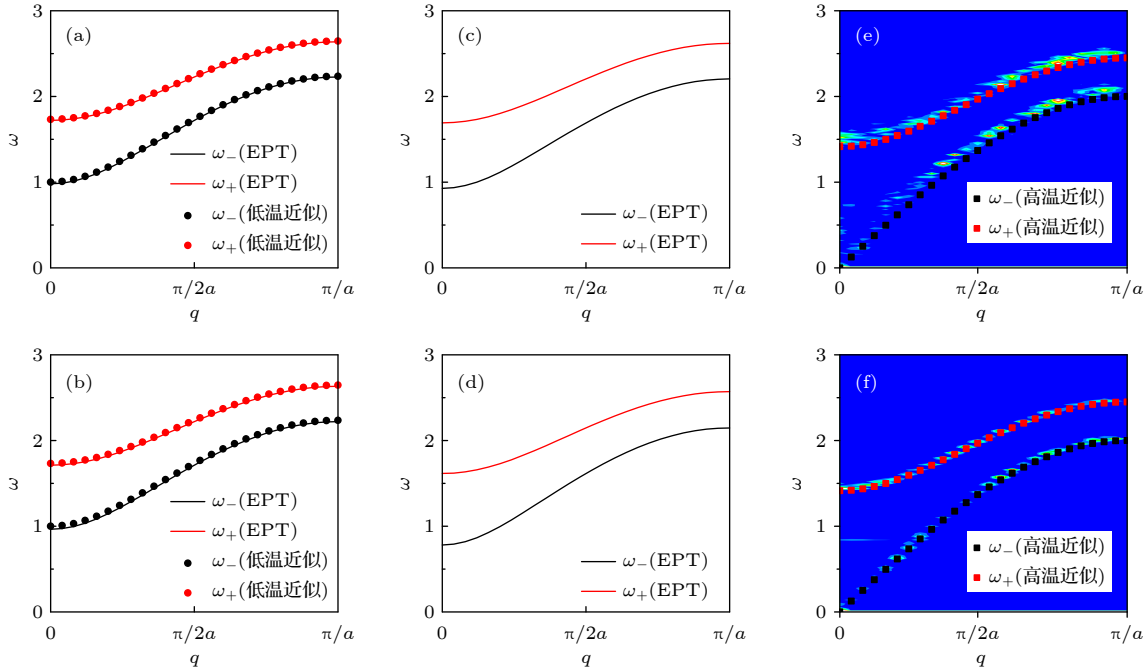 (a)
3
2
1
0
ω
ω−(EPT)
ω+(EPT)
ω−(低温近似)
ω+(低温近似)
0
π/2a
π/a
q
(c)
3
2
1
0
ω
ω−(EPT)
ω+(EPT)
0
π/2a
π/a
q
(e)
3
2
1
0
ω
ω−(高温近似)
ω+(高温近似)
0
π/2a
π/a
q
(b)
3
2
1
0
ω
ω−(EPT)
ω+(EPT)
ω−(低温近似)
ω+(低温近似)
0
π/2a
π/a
q
(d)
3
2
1
0
ω
ω−(EPT)
ω+(EPT)
0
π/2a
π/a
q
(f)
3
2
1
0
ω
ω−(高温近似)
ω+(高温近似)
0
π/2a
π/a
q